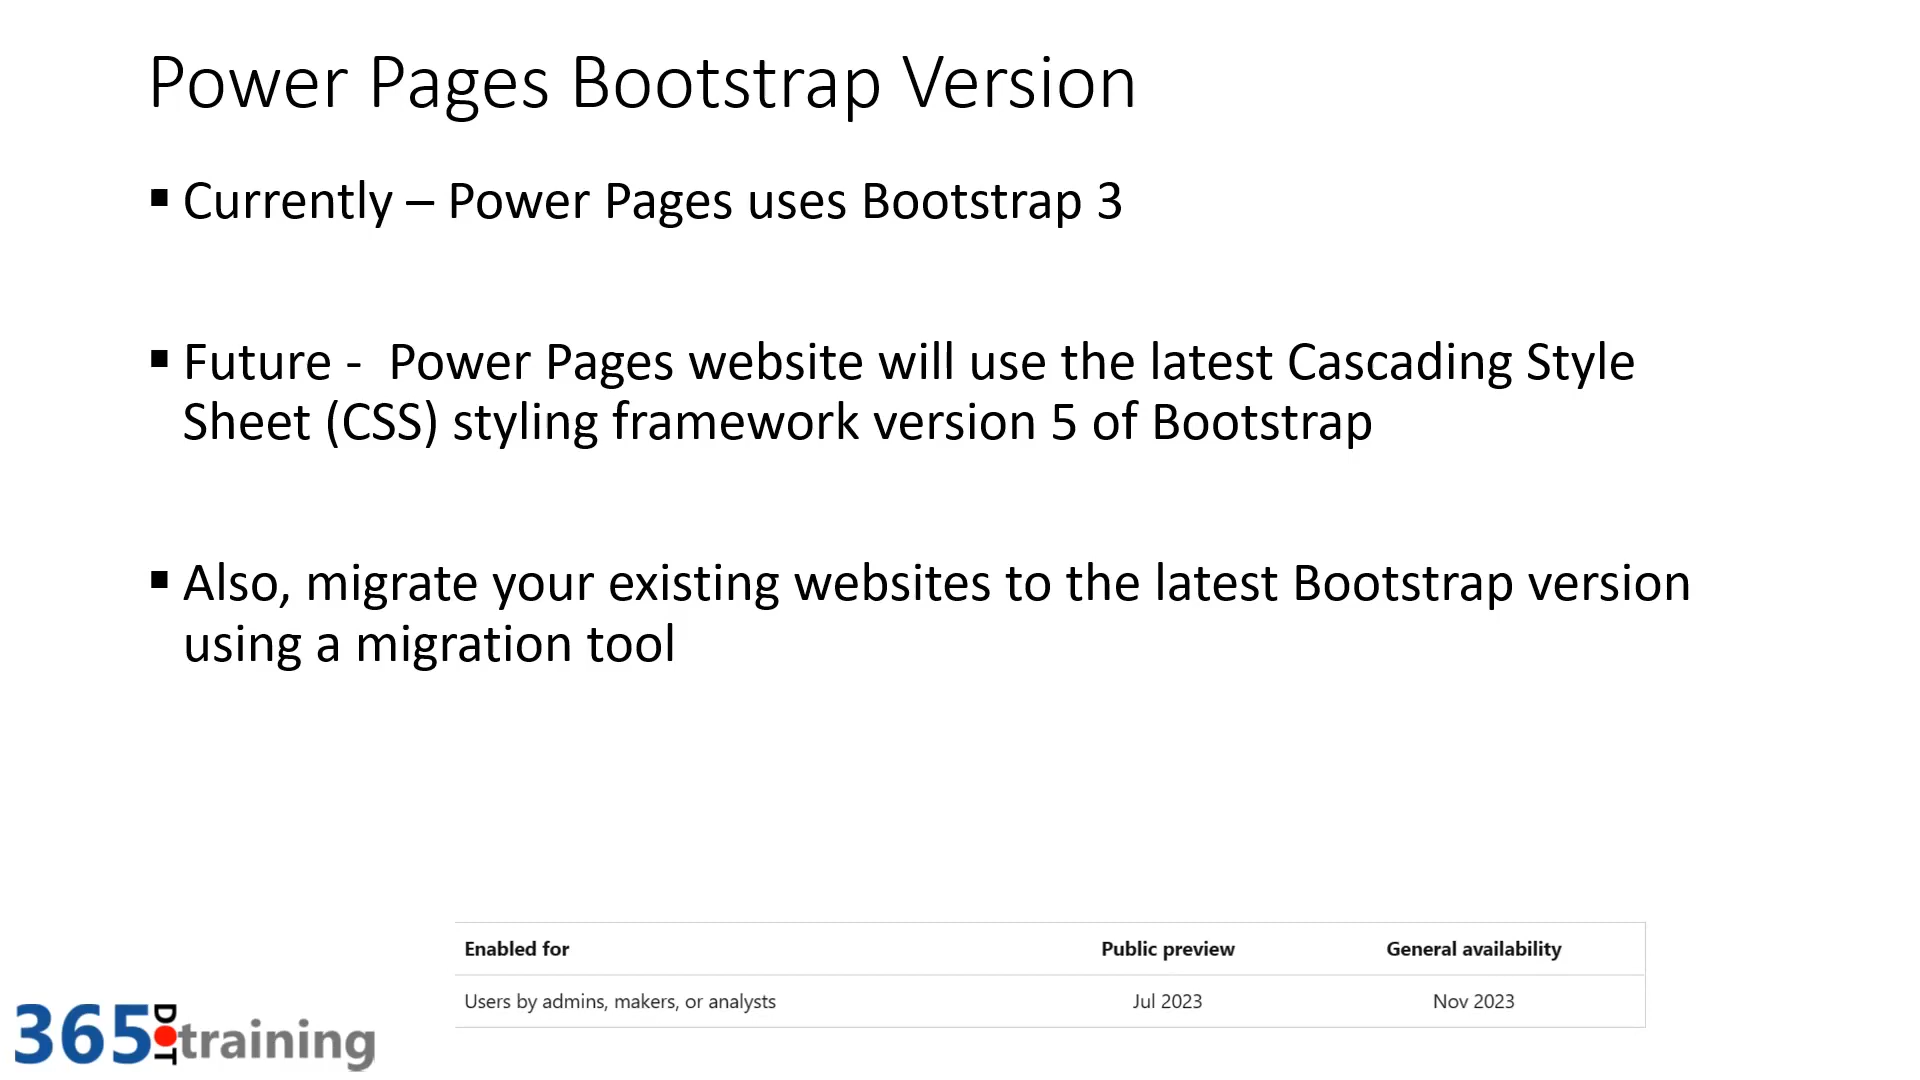 Power Pages Bootstrap Version
▪ Currently – Power Pages uses Bootstrap 3
▪ Future -  Power Pages website will use the latest Cascading Style
Sheet (CSS) styling framework version 5 of Bootstrap
▪ Also, migrate your existing websites to the latest Bootstrap version
using a migration tool
Enabled for Public preview General availability
Users by admins, makers, or analysts Jul 2023 Nov 2023
365 DOT training